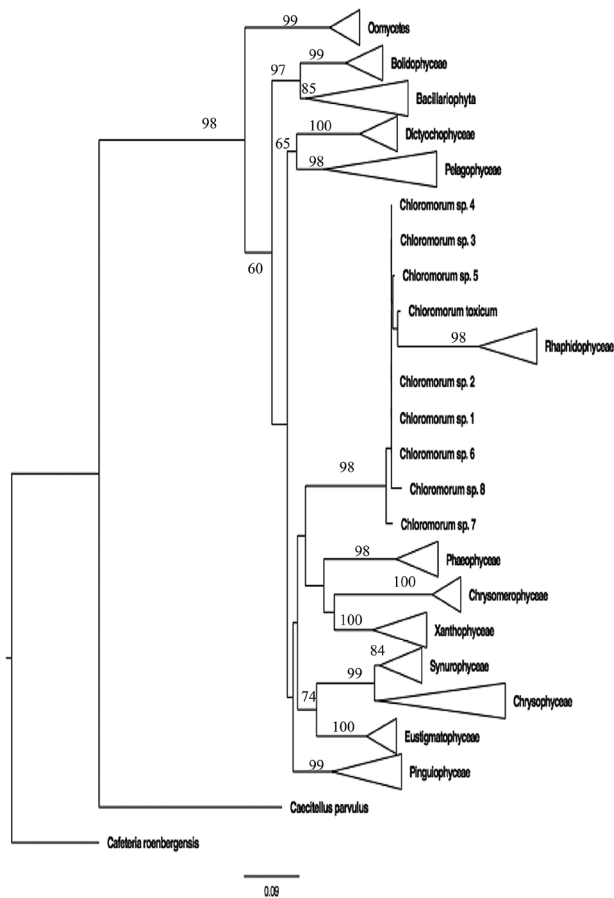 99
Oomycetes
99
Bolidophyceae
97
85
Bacillariophyta
98
100
Dictyochophyceae
65
98
Pelagophyceae
Chloromorum sp. 4
Chloromorum sp. 3
60
Chloromorum sp. 5
Chloromorum toxicum
98
Rhaphidophyceae
Chloromorum sp. 2
Chloromorum sp. 1
Chloromorum sp. 6
98
Chloromorum sp. 8
Chloromorum sp. 7
98
Phaeophyceae
100
Chrysomerophyceae
100
Xanthophyceae
84
Synurophyceae
99
74
Chrysophyceae
100
Eustigmatophyceae
99
Pinguiophyceae
Caecitellus parvulus
Cafeteria roenbergensis
0.09